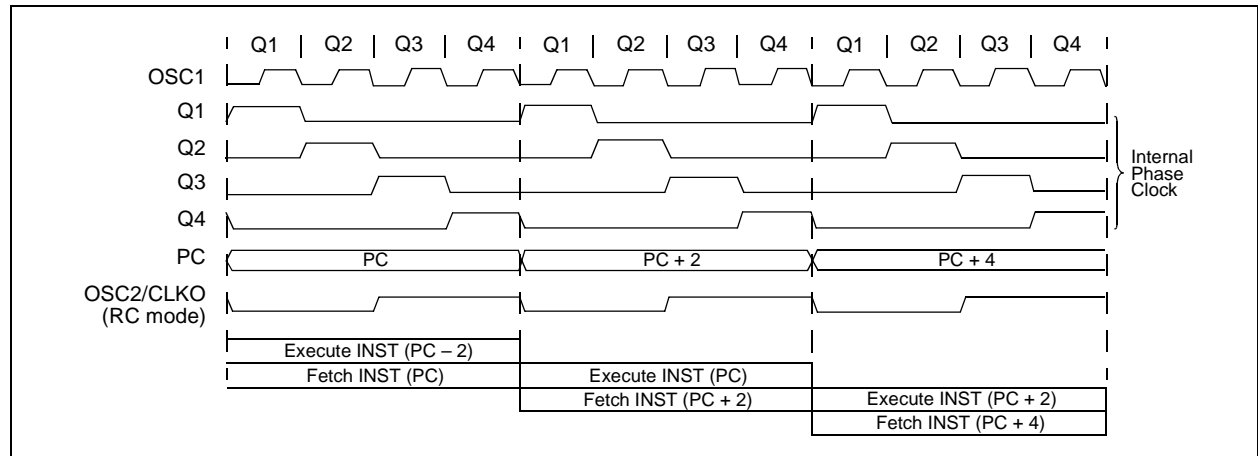 Q1 Q2 Q3 Q4 Q1 Q2 Q3 Q4 Q1 Q2 Q3 Q4
OSC1
Q1
Q2
Q3
Q4
Internal
Phase
Clock
PC PC PC + 2 PC + 4
OSC2/CLKO
(RC mode)
Execute INST (PC – 2)
Fetch INST (PC) Execute INST (PC)
Fetch INST (PC + 2) Execute INST (PC + 2)
Fetch INST (PC + 4)